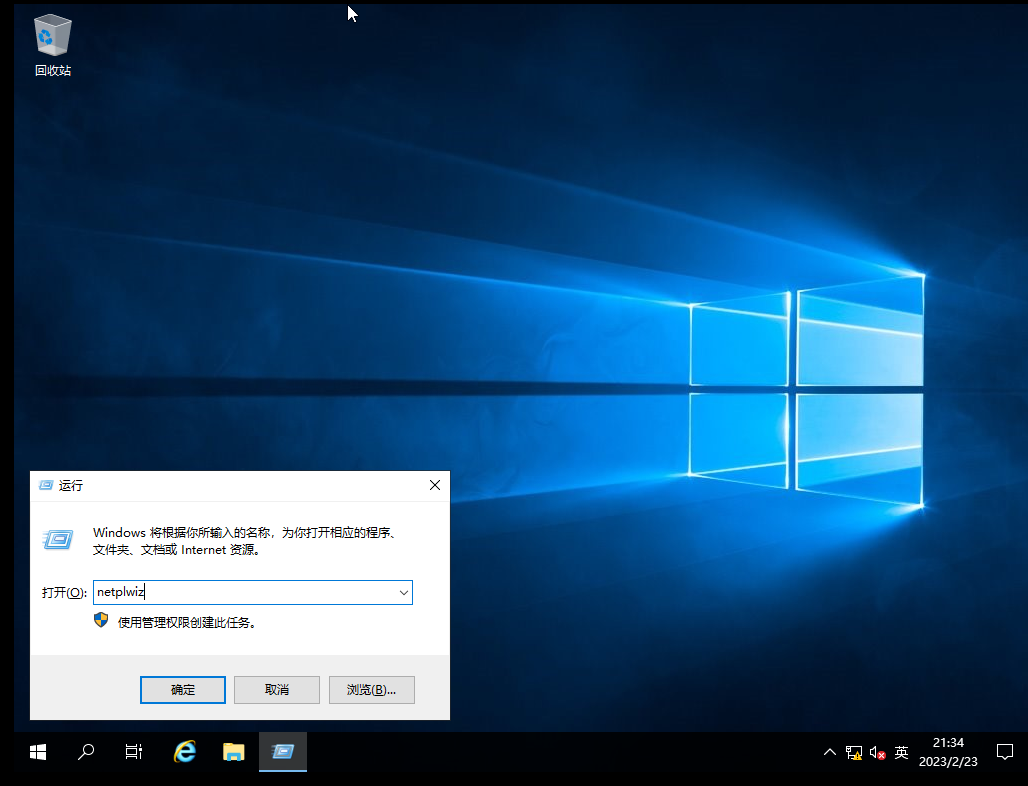 回收站
运行
Windows 将根据你所输入的名称，为你打开相应的程序、
文件夹、文档或 Internet 资源。
打开(O): netplwiz
使用管理权限创建此任务。
确定 取消 浏览(B)...
英
21:34
2023/2/23